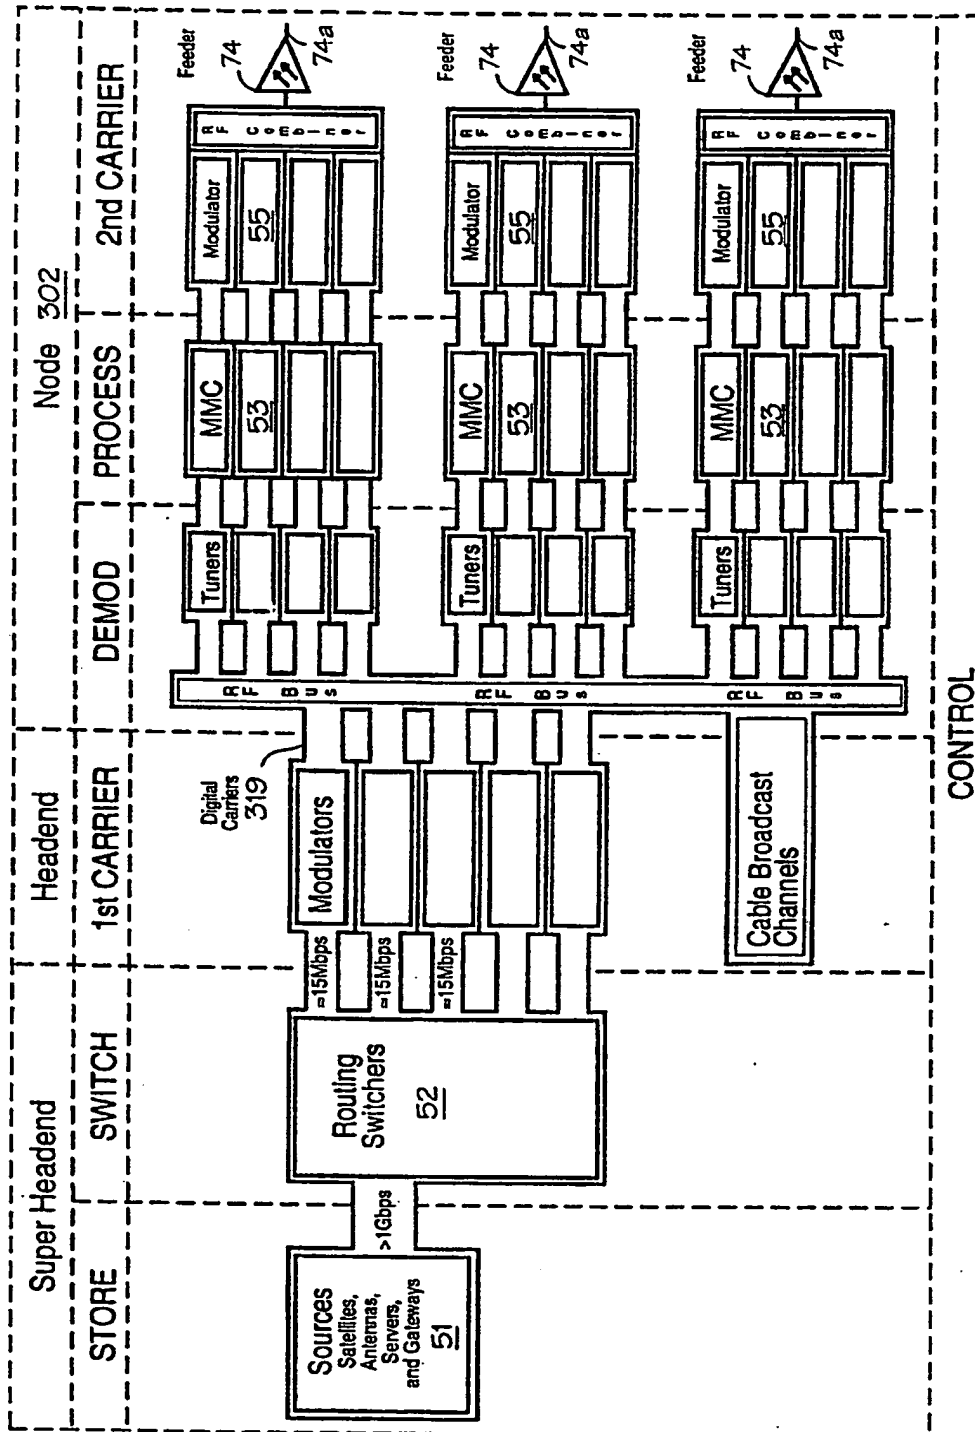 Super Headend
Headend
Node 302
STORE
SWITCH
1st CARRIER
DEMOD
PROCESS
2nd CARRIER
Sources
Satellites,
Antennas,
Servers,
and Gateways
51
>1Gbps
Routing
Switchers
52
≈15Mbps
≈15Mbps
≈15Mbps
Modulators
Digital
Carriers
319
Cable Broadcast
Channels
RF Bus
RF Bus
RF Bus
Tuners
MMC
53
Modulator
55
RF Combiner
Feeder
74
74a
Tuners
MMC
53
Modulator
55
RF Combiner
Feeder
74
74a
Tuners
MMC
53
Modulator
55
RF Combiner
Feeder
74
74a
CONTROL